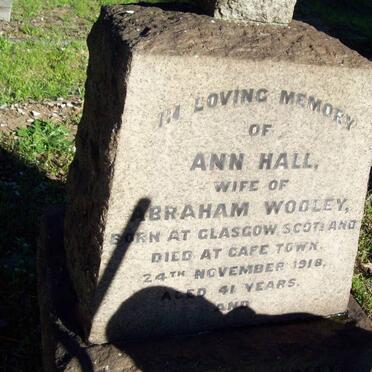 IN LOVING MEMORY
OF
ANN HALL,
WIFE OF
ABRAHAM WOOLEY,
BORN AT GLASGOW, SCOTLAND
DIED AT CAPE TOWN.
24TH NOVEMBER 1918,
AGED 41 YEARS.
AND